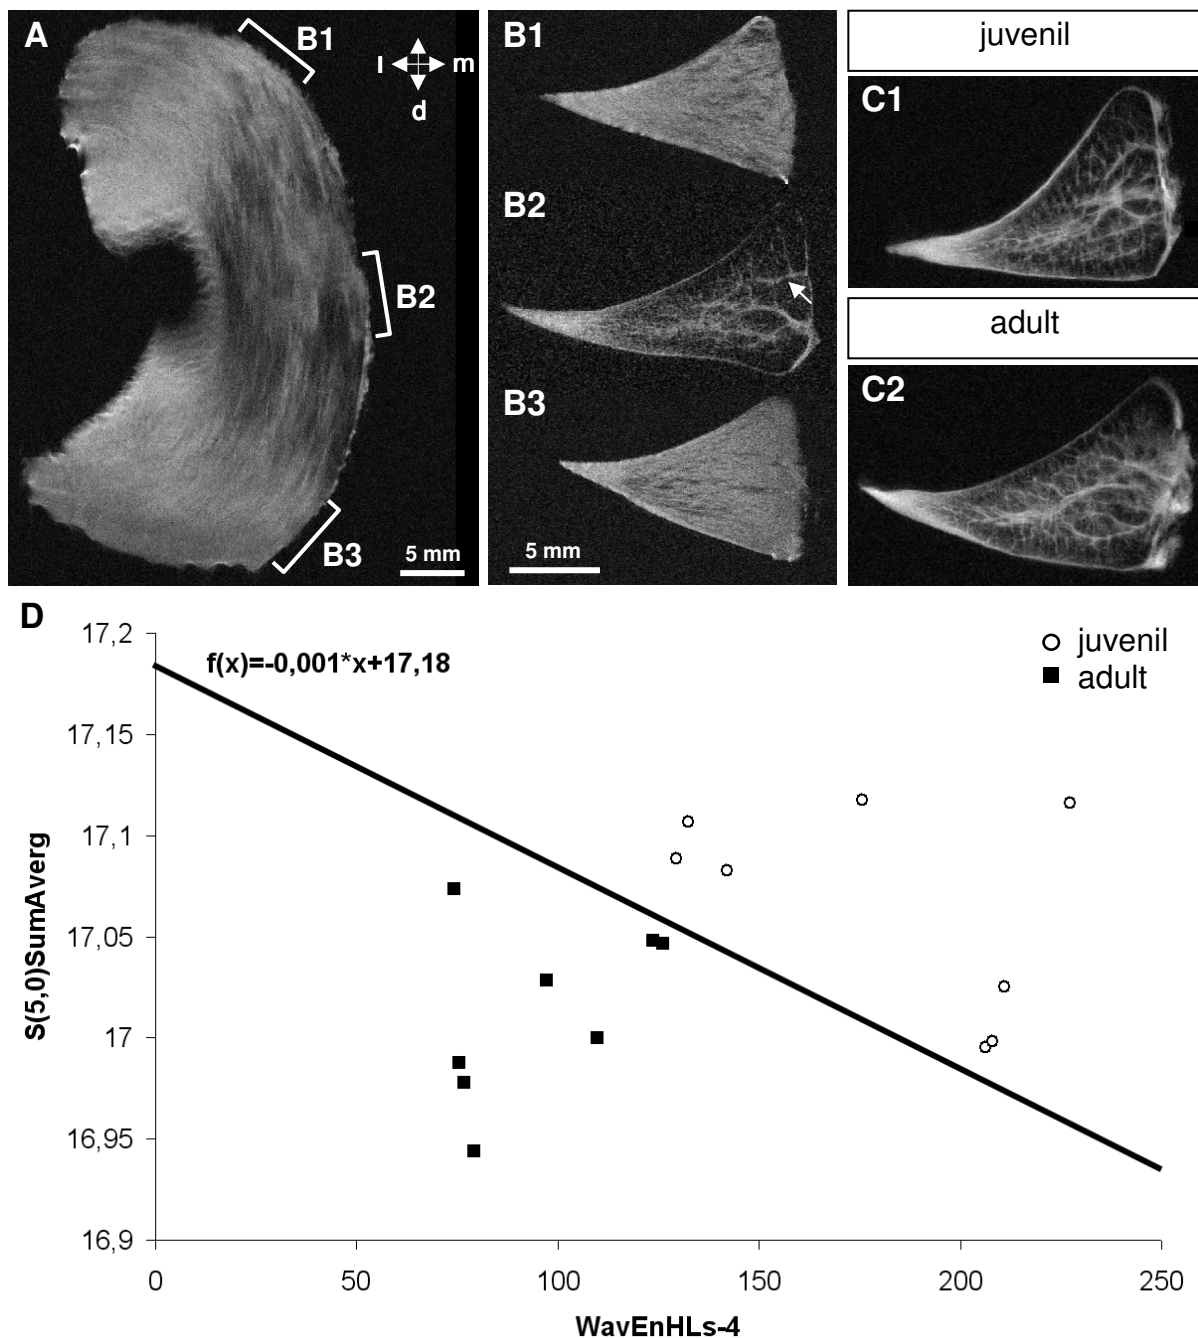 A
B1
l
m
d
B2
B3
5 mm
B1
B2
B3
5 mm
juvenil
C1
adult
C2
D
f(x)=-0,001*x+17,18
juvenil
adult
17,2
17,15
17,1
17,05
17
16,95
16,9
S(5,0)SumAverg
0
50
100
150
200
250
WavEnHLs-4